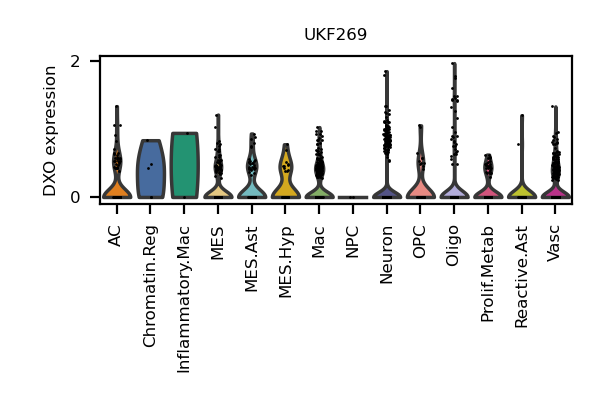 UKF269
DXO expression
2
0
AC
Chromatin.Reg
Inflammatory.Mac
MES
MES.Ast
MES.Hyp
Mac
NPC
Neuron
OPC
Oligo
Prolif.Metab
Reactive.Ast
Vasc